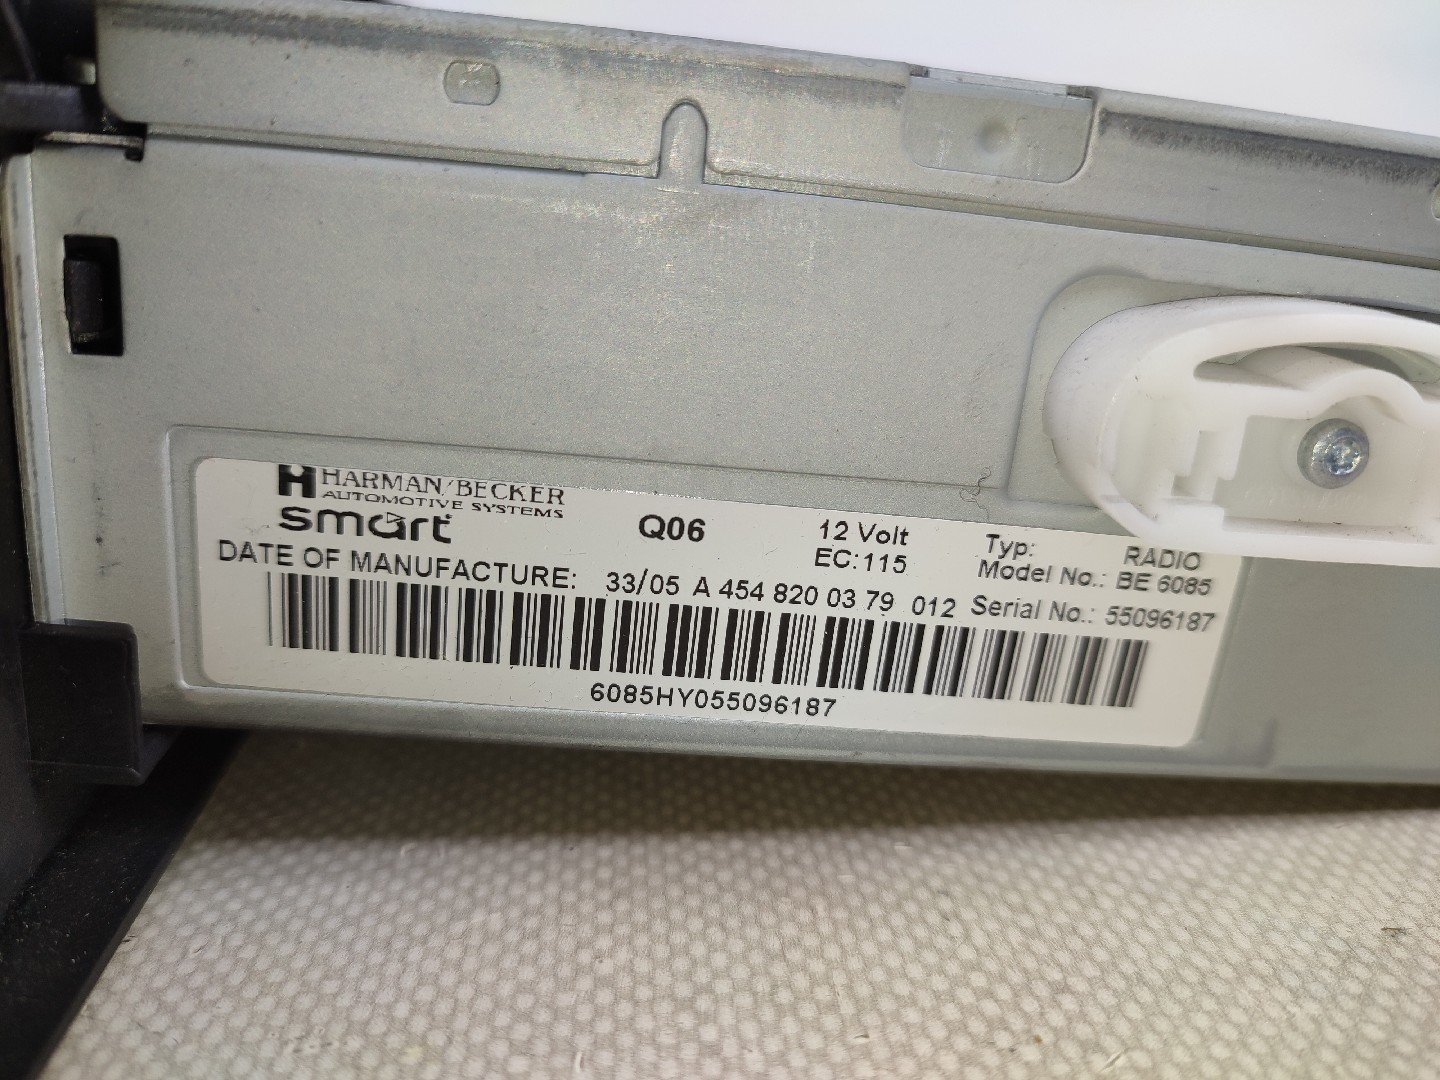 HARMAN/BECKER
AUTOMOTIVE SYSTEMS
smart Q06 12 Volt Typ: RADIO
EC:115 Model No.: BE 6085
DATE OF MANUFACTURE: 33/05 A 454 820 03 79 012 Serial No.: 55096187
6085HY055096187